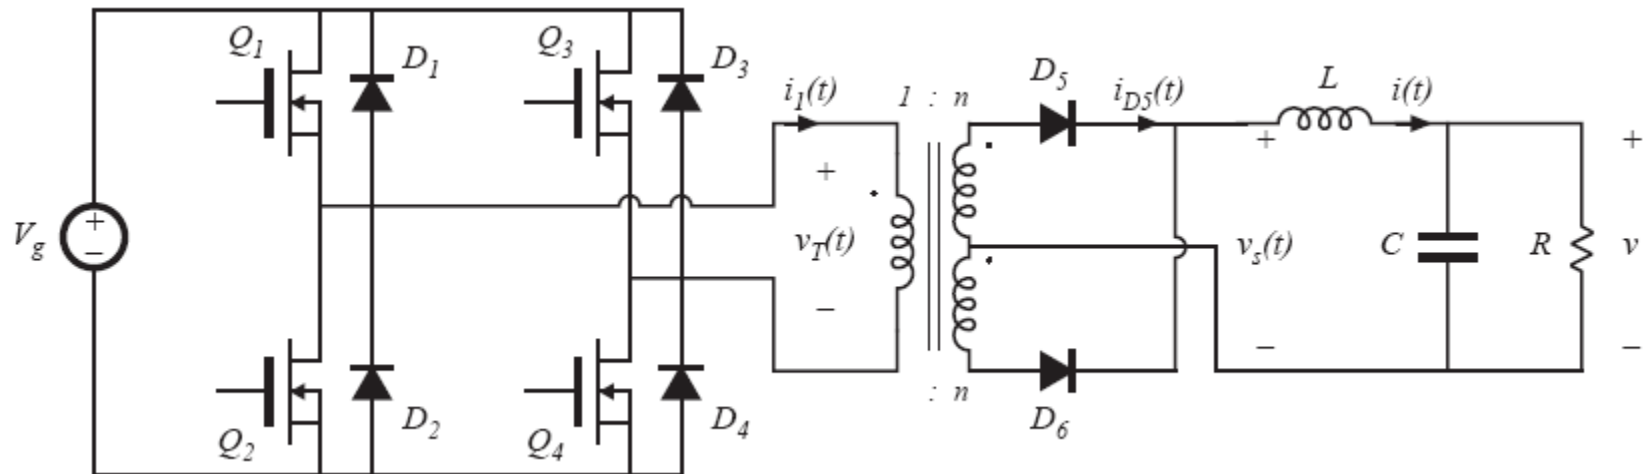 Q1
D1
Q3
D3
i1(t)
1 : n
D5
iD5(t)
L
i(t)
+
+
+
+
Vg
−
vT(t)
vs(t)
C
R
v
−
−
−
Q2
D2
Q4
D4
: n
D6